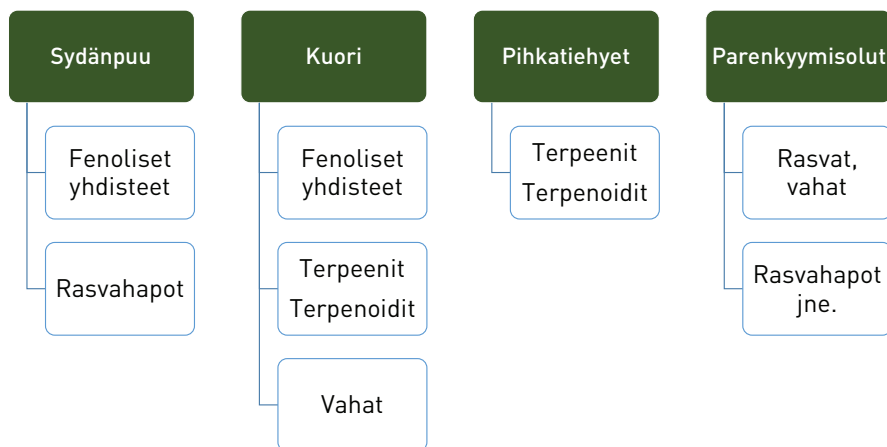 Sydänpuu
Fenoliset
yhdisteet
Rasvahapot
Kuori
Fenoliset
yhdisteet
Terpeenit
Terpenoidit
Vahat
Pihkatiehyet
Terpeenit
Terpenoidit
Parenkyymisolut
Rasvat,
vahat
Rasvahapot
jne.